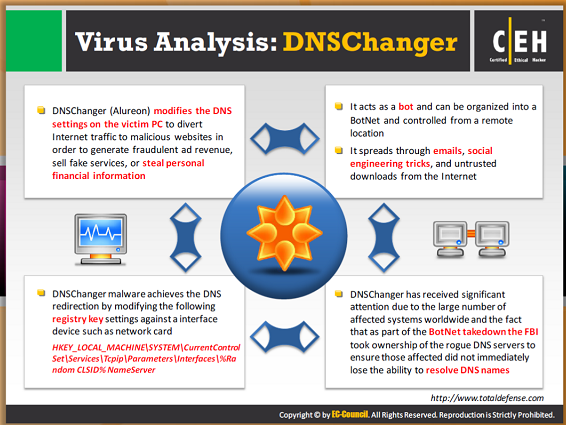 Virus Analysis: DNSChanger
C|EH
Certified Ethical Hacker
DNSChanger (Alureon) modifies the DNS
settings on the victim PC to divert
Internet traffic to malicious websites in
order to generate fraudulent ad revenue,
sell fake services, or steal personal
financial information
It acts as a bot and can be organized into a
BotNet and controlled from a remote
location
It spreads through emails, social
engineering tricks, and untrusted
downloads from the Internet
DNSChanger malware achieves the DNS
redirection by modifying the following
registry key settings against a interface
device such as network card
HKEY_LOCAL_MACHINE\SYSTEM\CurrentControl
Set\Services\Tcpip\Parameters\Interfaces\%Ra
ndom CLSID% NameServer
DNSChanger has received significant
attention due to the large number of
affected systems worldwide and the
fact that as part of the BotNet takedown the FBI
took ownership of the rogue DNS servers to
ensure those affected did not immediately
lose the ability to resolve DNS names
http://www.totaldefense.com
Copyright © by EC-Council. All Rights Reserved. Reproduction is Strictly Prohibited.